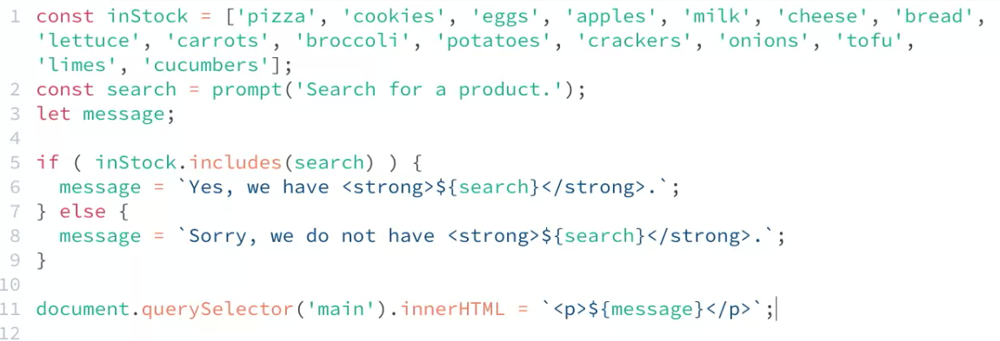 1 const inStock = ['pizza', 'cookies', 'eggs', 'apples', 'milk', 'cheese', 'bread',
'lettuce', 'carrots', 'broccoli', 'potatoes', 'crackers', 'onions', 'tofu',
'limes', 'cucumbers'];
2 const search = prompt('Search for a product.');
3 let message;
4
5 if ( inStock.includes(search) ) {
6   message = `Yes, we have <strong>${search}</strong>.`;
7 } else {
8   message = `Sorry, we do not have <strong>${search}</strong>.`;
9 }
10
11 document.querySelector('main').innerHTML = `<p>${message}</p>`;
12